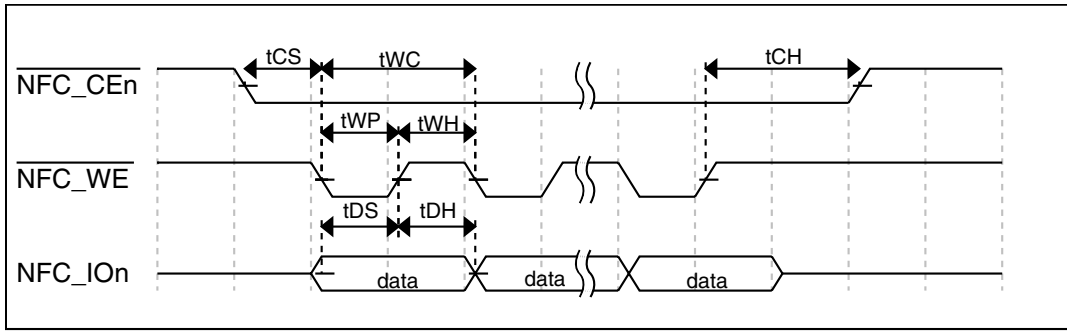 tCS tWC tCH
NFC_CEn
tWP tWH
NFC_WE
tDS tDH
NFC_IOn
data data data